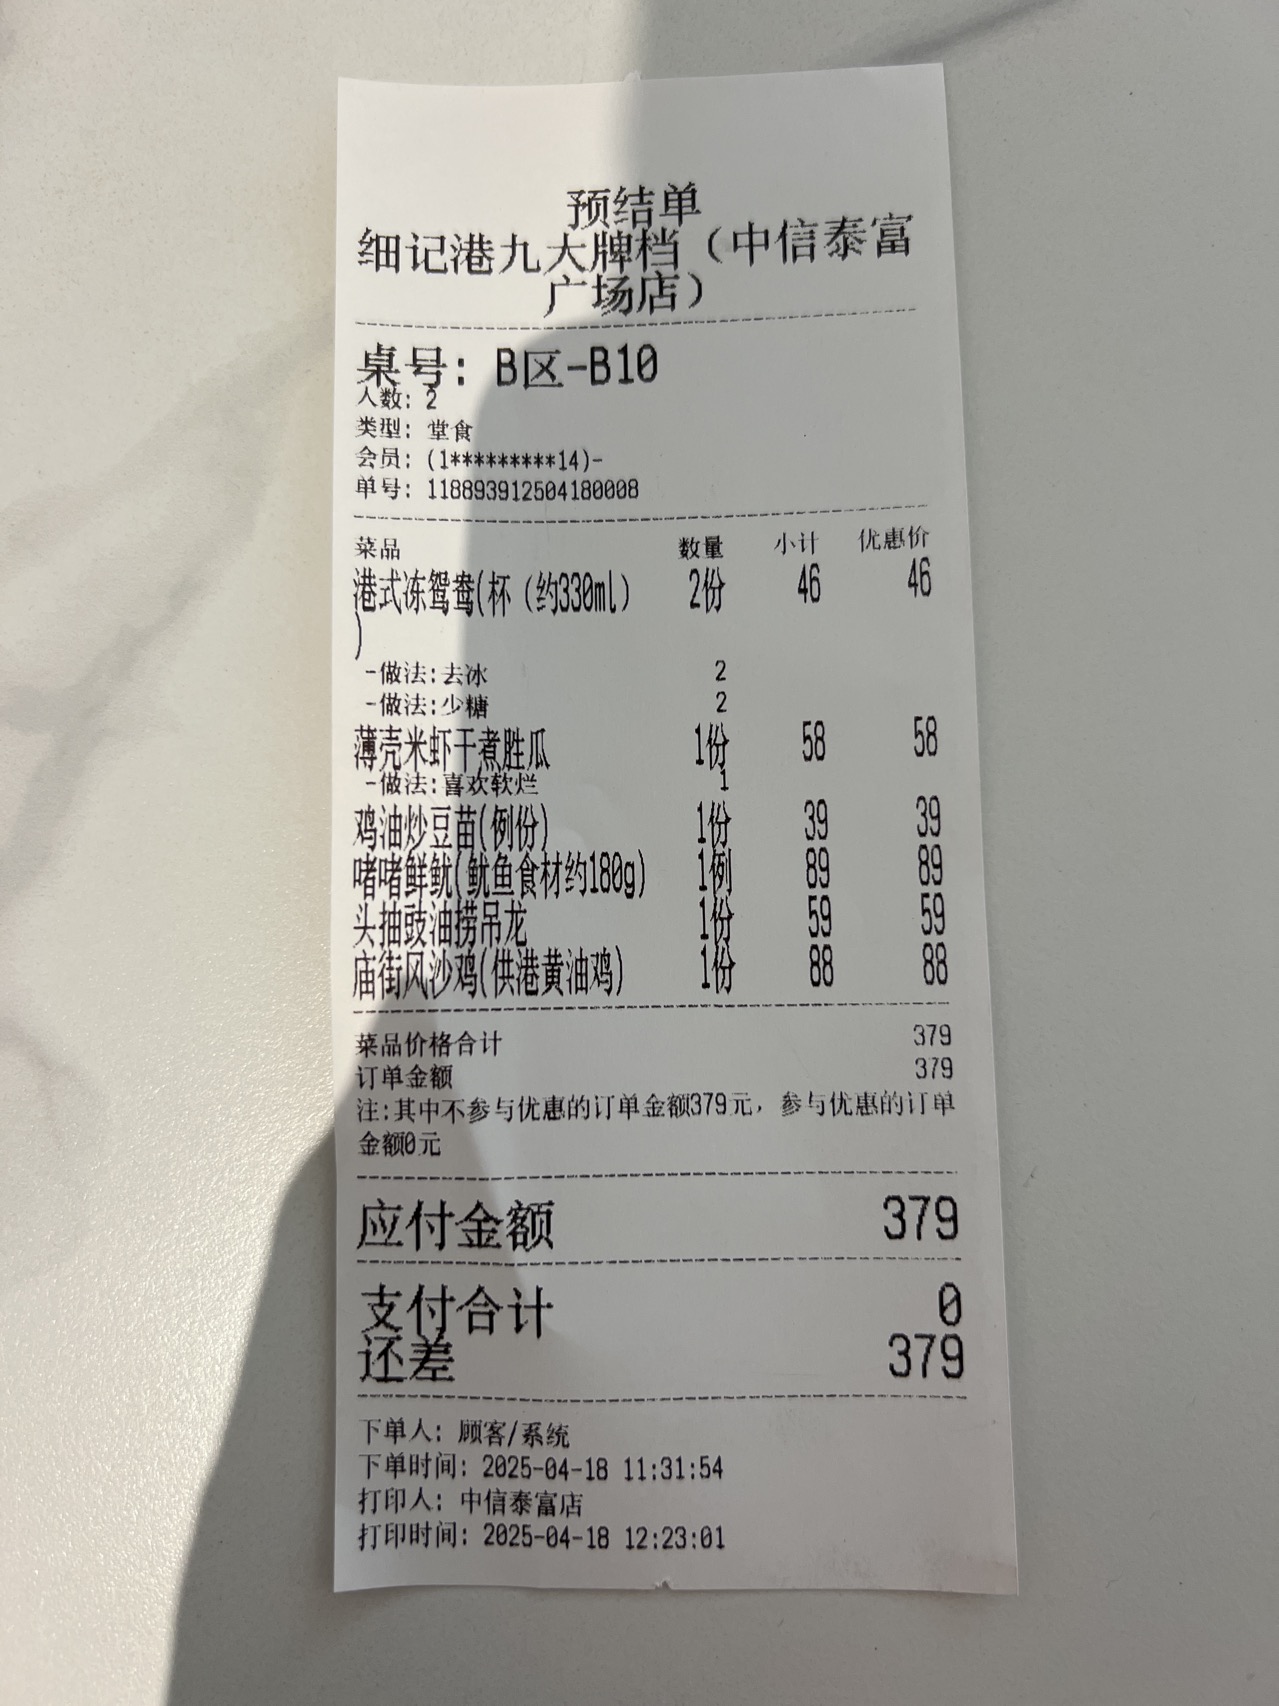 预结单
细记港九大牌档（中信泰富
广场店）
桌号: B区-B10
人数: 2
类型: 堂食
会员: (1*********14)-
单号: 118893912504180008
菜品 数量 小计 优惠价
港式冻鸳鸯(杯（约330ml） 2份 46 46
)
-做法:去冰 2
-做法:少糖 2
薄壳米虾干煮胜瓜 1份 58 58
-做法:喜欢软烂 1
鸡油炒豆苗(例份) 1份 39 39
啫啫鲜鱿(鱿鱼食材约180g) 1例 89 89
头抽豉油捞吊龙 1份 59 59
庙街风沙鸡(供港黄油鸡) 1份 88 88
菜品价格合计 379
订单金额 379
注:其中不参与优惠的订单金额379元，参与优惠的订单
金额0元
应付金额 379
支付合计 0
还差 379
下单人: 顾客/系统
下单时间: 2025-04-18 11:31:54
打印人: 中信泰富店
打印时间: 2025-04-18 12:23:01